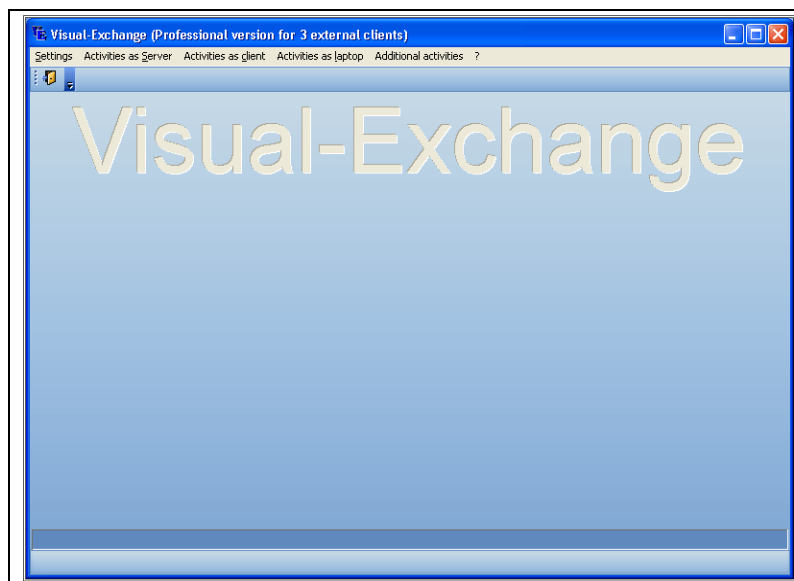 Visual-Exchange (Professional version for 3 external clients)
Settings Activities as Server Activities as client Activities as laptop Additional activities ?
Visual-Exchange